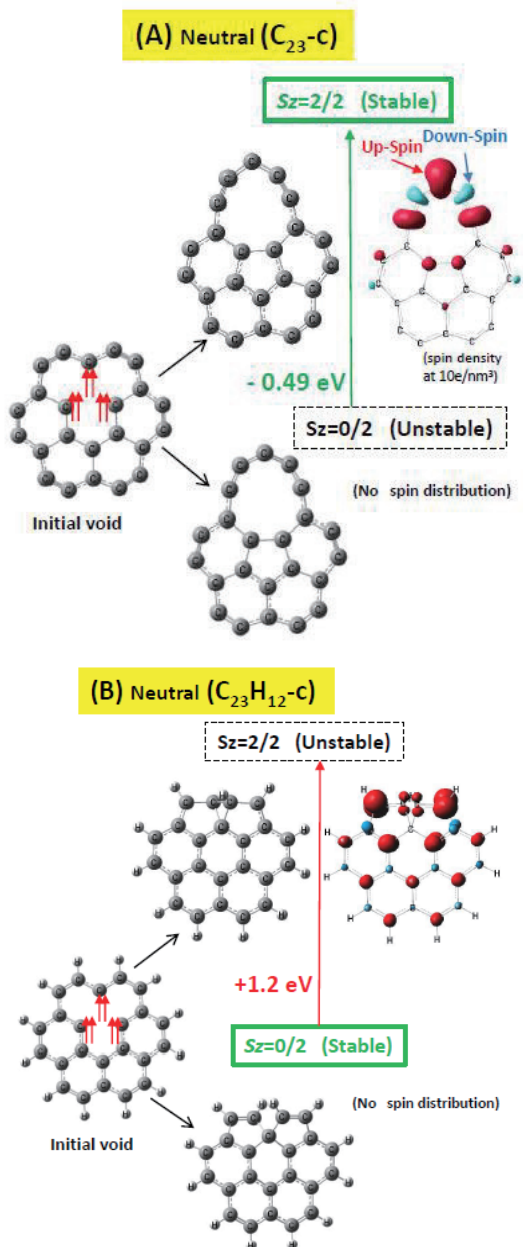 (A) Neutral (C₂₃-c)
Sz=2/2 (Stable)
Up-Spin
Down-Spin
(spin density
at 10e/nm³)
- 0.49 eV
Sz=0/2 (Unstable)
(No spin distribution)
Initial void
(B) Neutral (C₂₃H₁₂-c)
Sz=2/2 (Unstable)
+1.2 eV
Sz=0/2 (Stable)
(No spin distribution)
Initial void